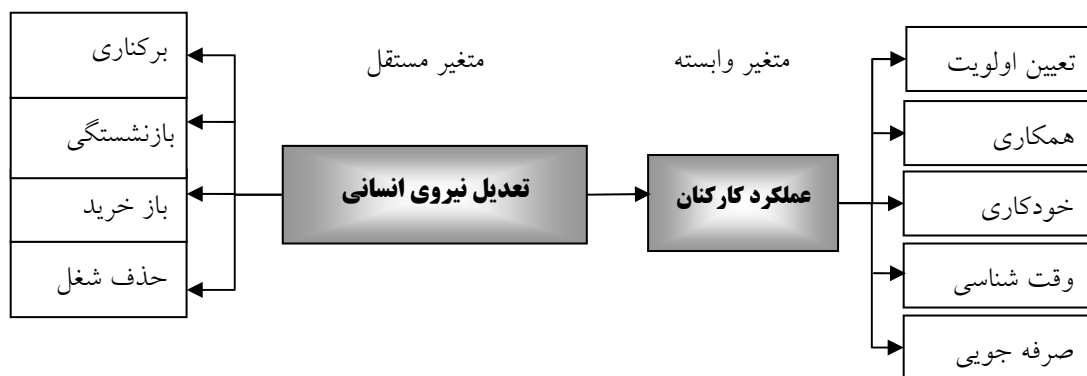 متغیر مستقل
متغیر وابسته
برکناری
بازنشستگی
باز خرید
حذف شغل
تعدیل نیروی انسانی
عملکرد کارکنان
تعیین اولویت
همکاری
خودکاری
وقت شناسی
صرفه جویی